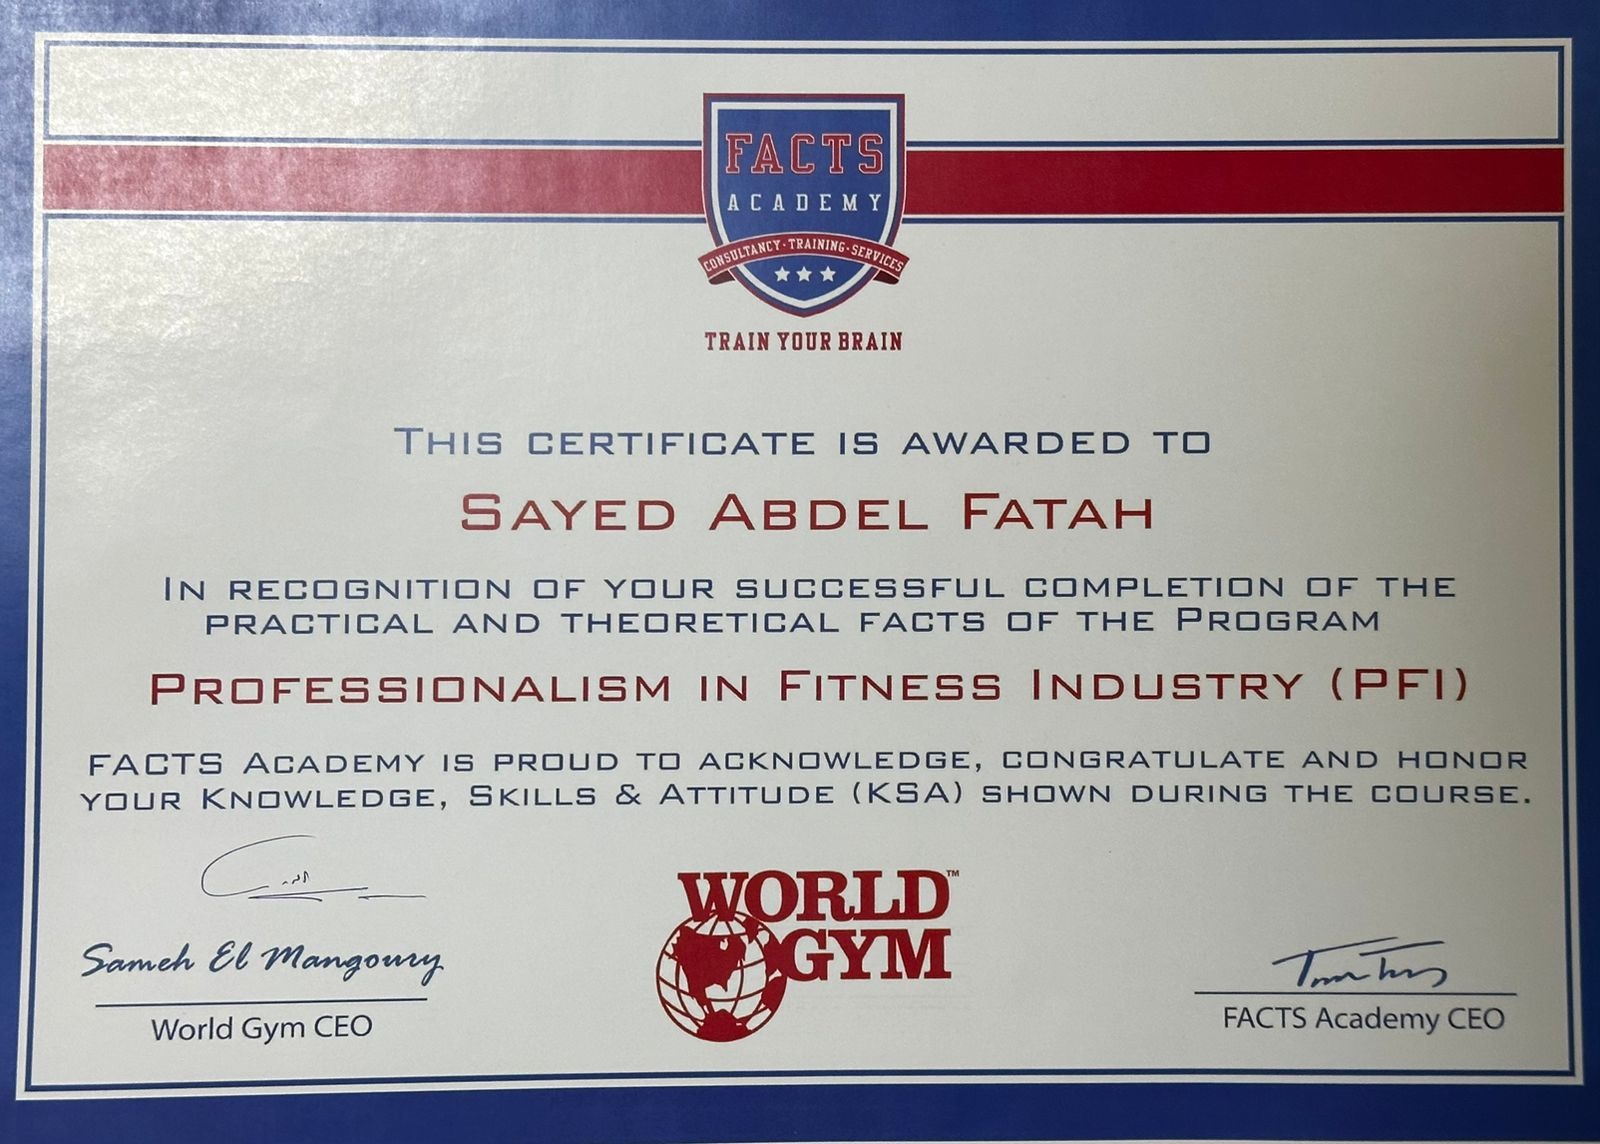 FACTS
ACADEMY
CONSULTANCY · TRAINING · SERVICES
TRAIN YOUR BRAIN
THIS CERTIFICATE IS AWARDED TO
SAYED ABDEL FATAH
IN RECOGNITION OF YOUR SUCCESSFUL COMPLETION OF THE
PRACTICAL AND THEORETICAL FACTS OF THE PROGRAM
PROFESSIONALISM IN FITNESS INDUSTRY (PFI)
FACTS ACADEMY IS PROUD TO ACKNOWLEDGE, CONGRATULATE AND HONOR
YOUR KNOWLEDGE, SKILLS & ATTITUDE (KSA) SHOWN DURING THE COURSE.
Sameh El Mangoury
World Gym CEO
WORLD™
GYM
FACTS Academy CEO